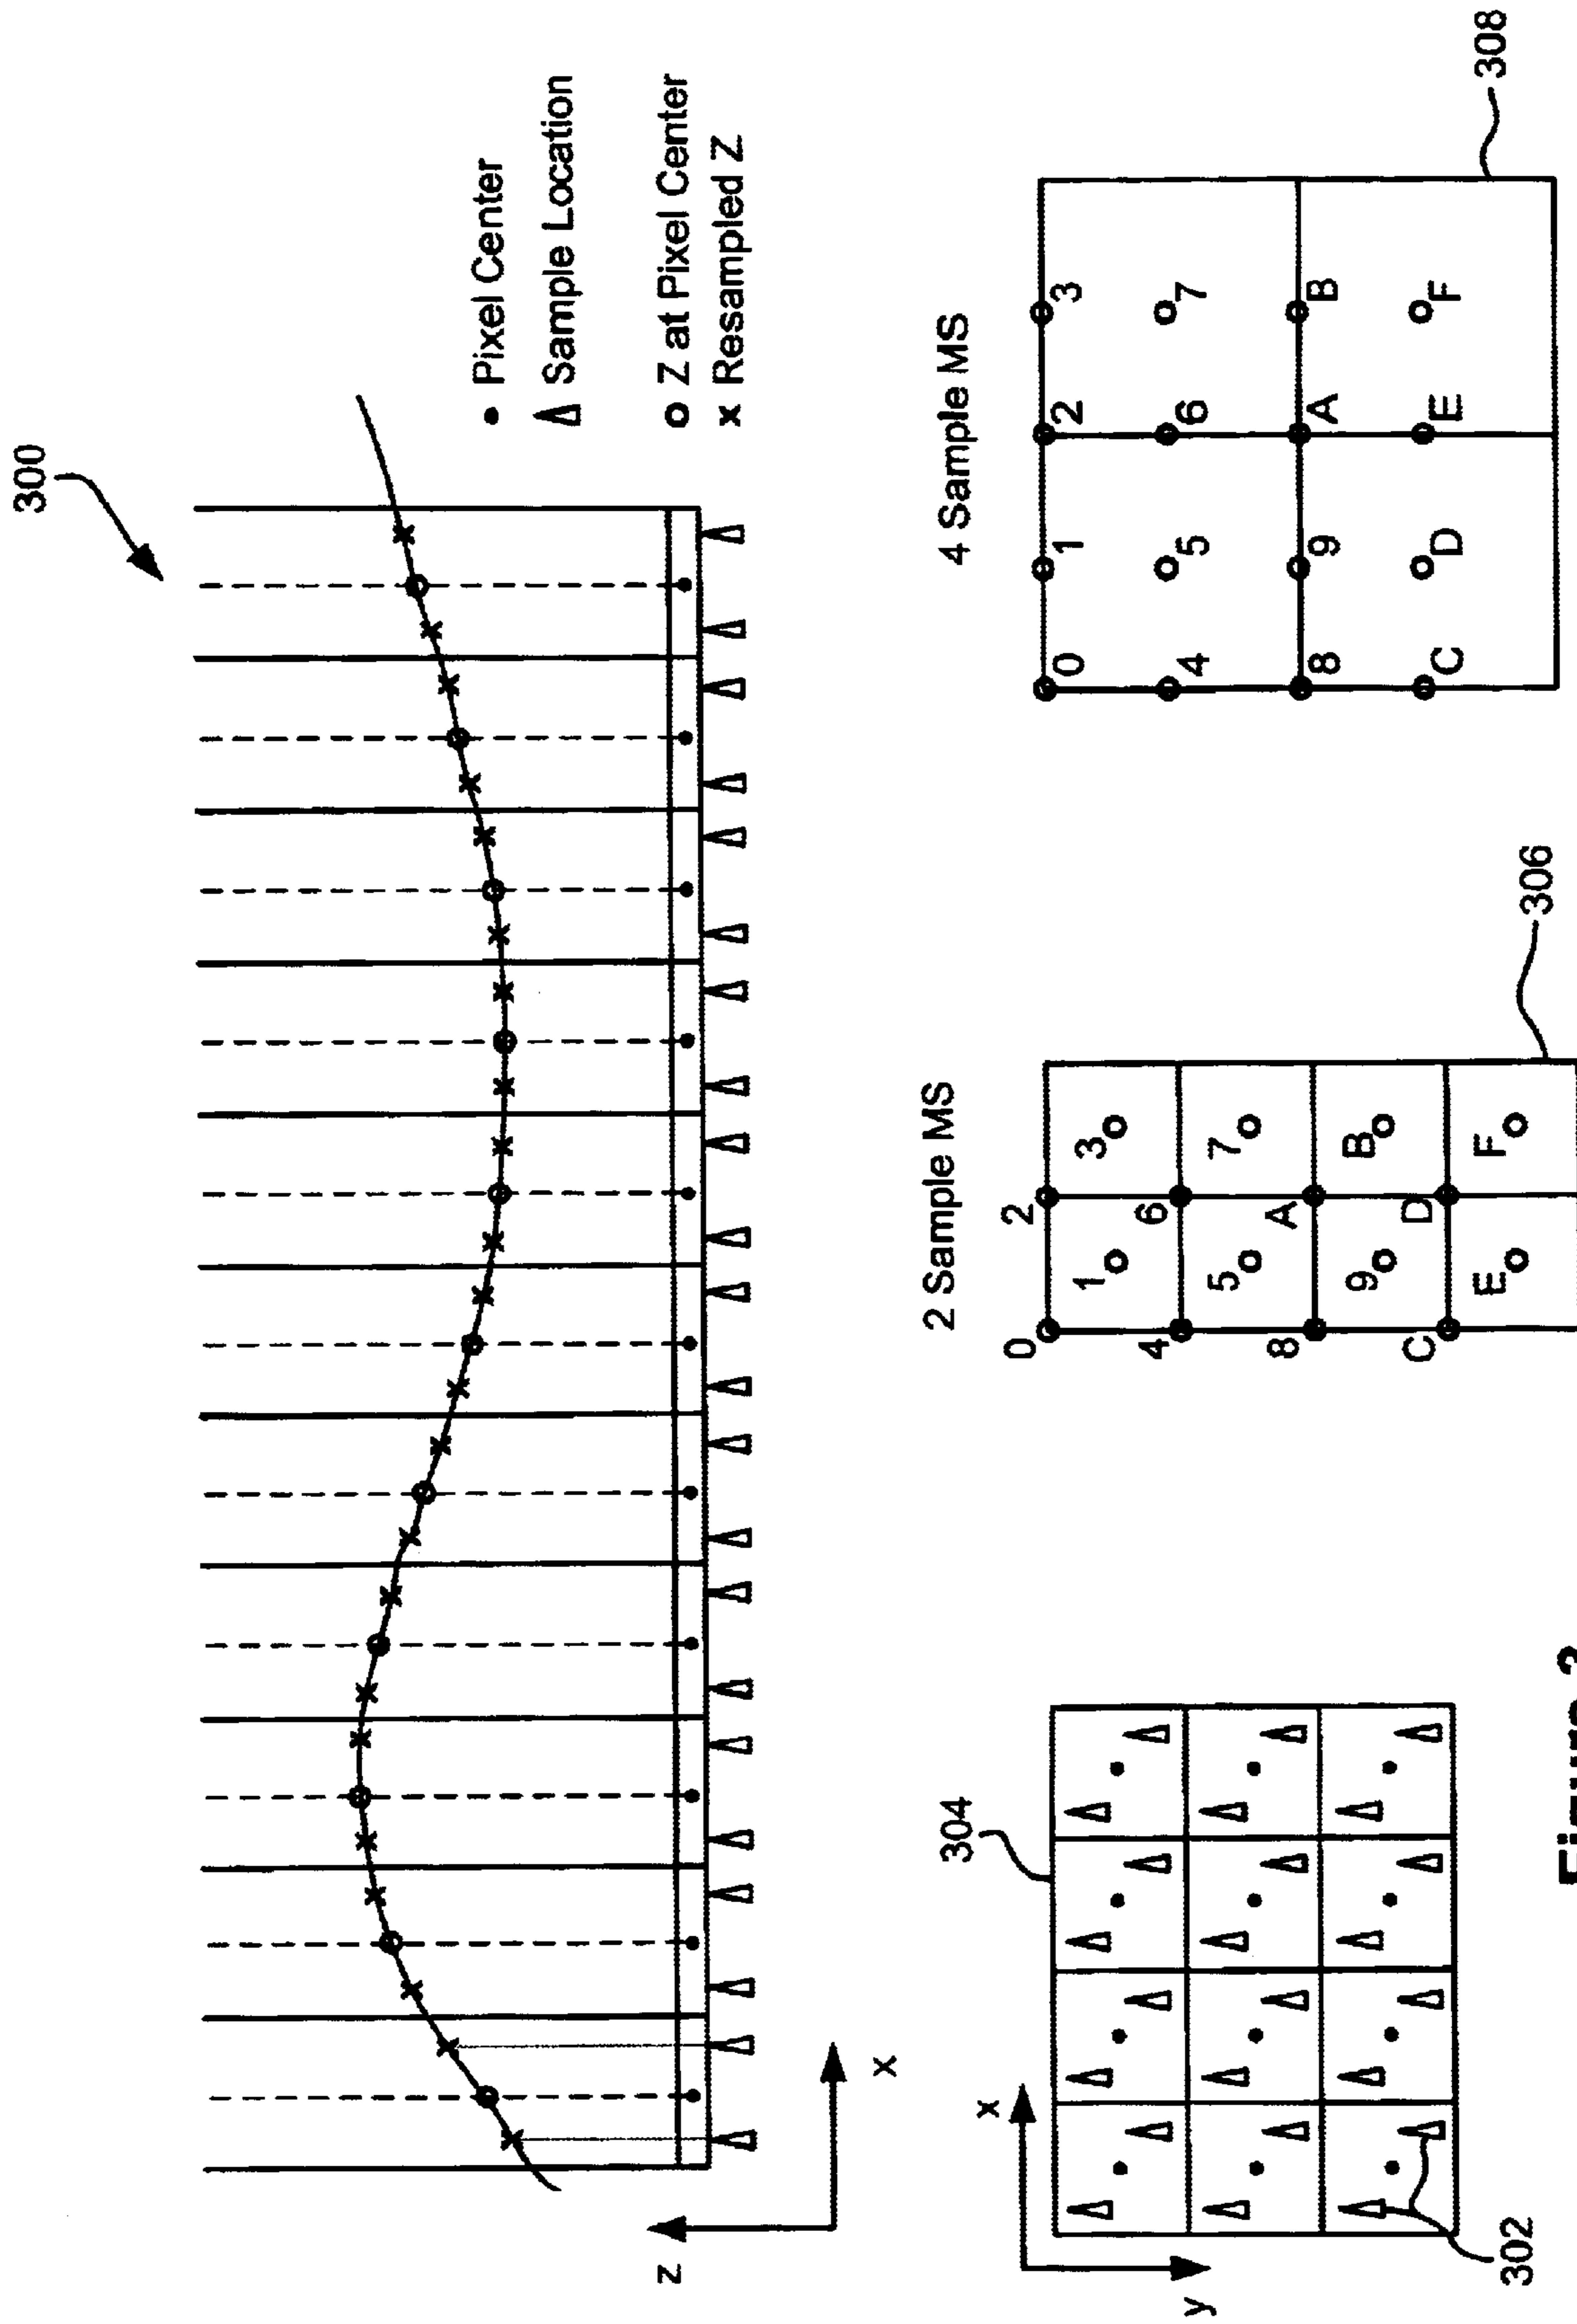 300
● Pixel Center
△ Sample Location
○ Z at Pixel Center
x Resampled Z
z
x
304
x
y
302
2 Sample MS
0 2
1 3
4 6
5 7
8 A
9 B
C D
E F
306
4 Sample MS
0 1 2 3
4 5 6 7
8 9 A B
C D E F
308